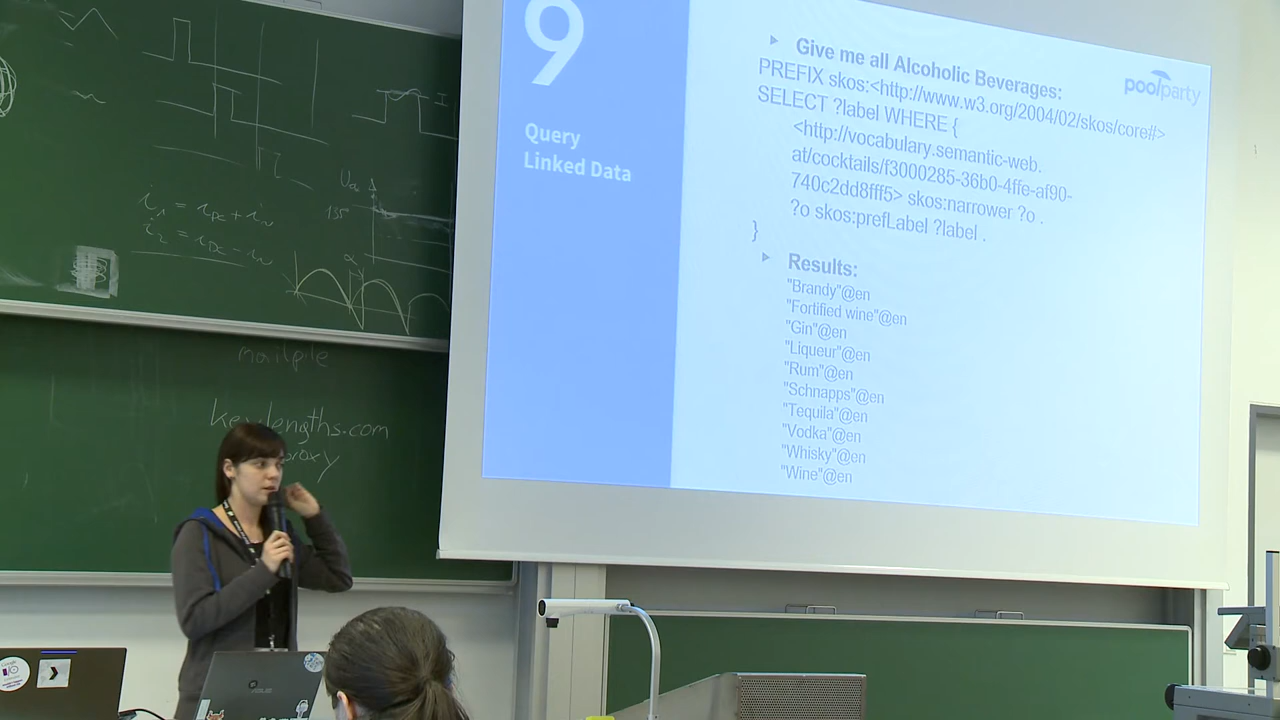 9
Query
Linked Data
Give me all Alcoholic Beverages:
poolparty
PREFIX skos:<http://www.w3.org/2004/02/skos/core#>
SELECT ?label WHERE {
<http://vocabulary.semantic-web.
at/cocktails/f3000285-36b0-4ffe-af90-
740c2dd8fff5> skos:narrower ?o .
?o skos:prefLabel ?label .
}
Results:
"Brandy"@en
"Fortified wine"@en
"Gin"@en
"Liqueur"@en
"Rum"@en
"Schnapps"@en
"Tequila"@en
"Vodka"@en
"Whisky"@en
"Wine"@en
mailpile
keylengths.com
ASUS